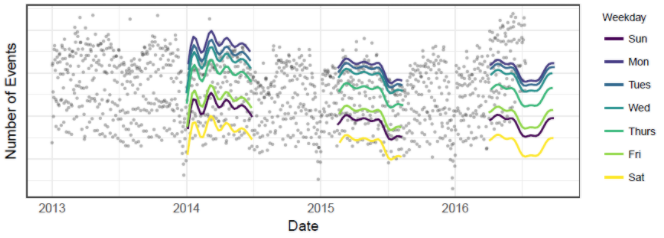 Weekday
Sun
Mon
Tues
Wed
Thurs
Fri
Sat
Number of Events
2013
2014
2015
2016
Date